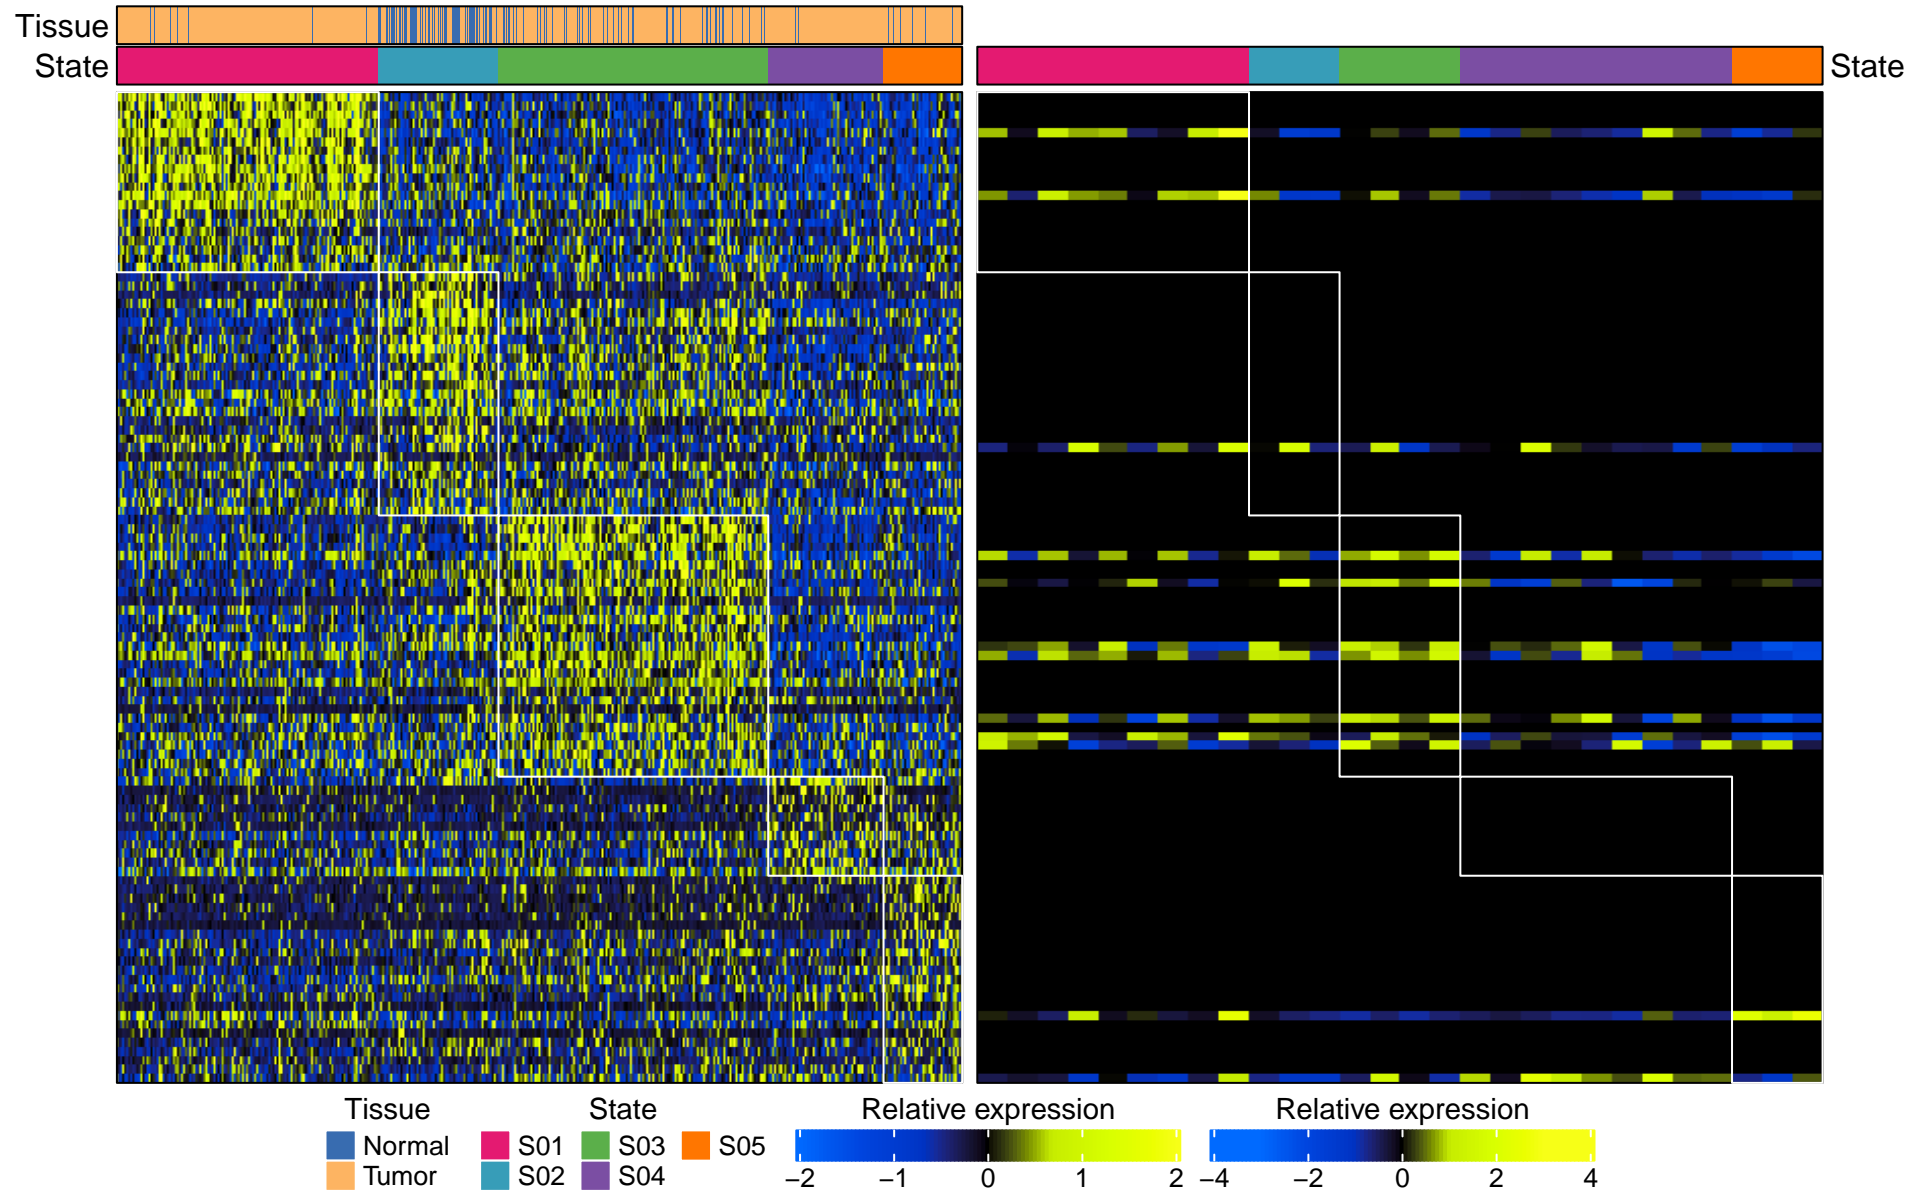 Tissue
State
State
Tissue
State
Relative expression
Relative expression
Normal
S01
S03
S05
Tumor
S02
S04
−2 −1 0 1 2
−4 −2 0 2 4